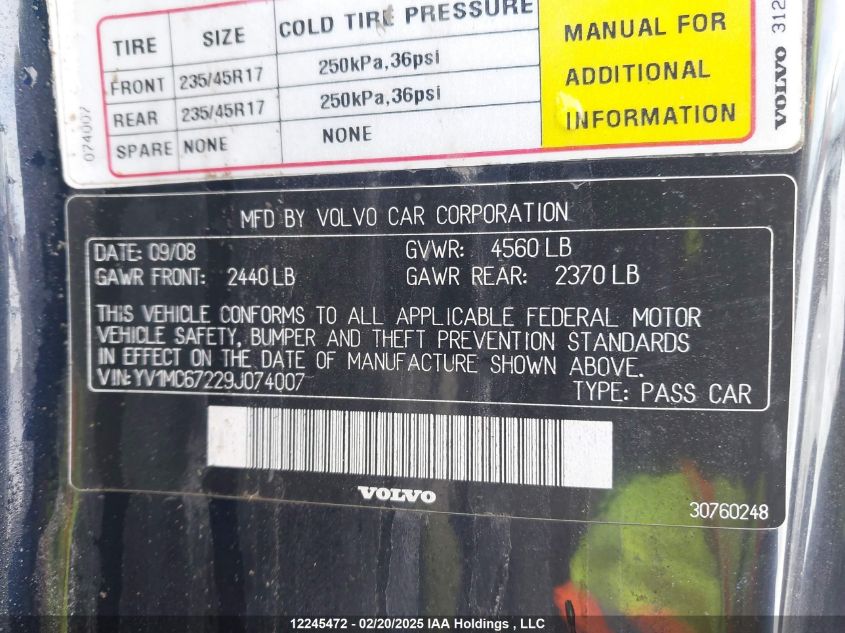 TIRE SIZE COLD TIRE PRESSURE
FRONT 235/45R17 250kPa,36psi
REAR 235/45R17 250kPa,36psi
SPARE NONE NONE
MANUAL FOR
ADDITIONAL
INFORMATION
074007
VOLVO 312
MFD BY VOLVO CAR CORPORATION
DATE: 09/08 GVWR: 4560 LB
GAWR FRONT: 2440 LB GAWR REAR: 2370 LB
THIS VEHICLE CONFORMS TO ALL APPLICABLE FEDERAL MOTOR
VEHICLE SAFETY, BUMPER AND THEFT PREVENTION STANDARDS
IN EFFECT ON THE DATE OF MANUFACTURE SHOWN ABOVE.
VIN: YV1MC67229J074007
TYPE: PASS CAR
VOLVO
30760248
12245472 - 02/20/2025 IAA Holdings , LLC